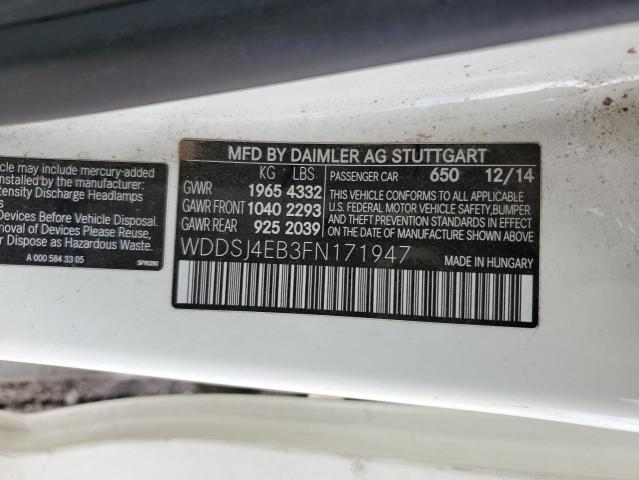 icle may include mercury-added
installed by the manufacturer:
tensity Discharge Headlamps
s
Devices Before Vehicle Disposal.
Removal Please Reuse,
r Dispose as Hazardous Waste.
A 000 584 33 05
MFD BY DAIMLER AG STUTTGART
KG LBS PASSENGER CAR 650 12/14
GVWR 1965 4332
GAWR FRONT 1040 2293
GAWR REAR 925 2039
THIS VEHICLE CONFORMS TO ALL APPLICABLE
U.S. FEDERAL MOTOR VEHICLE SAFETY, BUMPER
AND THEFT PREVENTION STANDARDS IN EFFECT ON
THE DATE OF MANUFACTURE SHOWN ABOVE.
WDDSJ4EB3FN171947
MADE IN HUNGARY